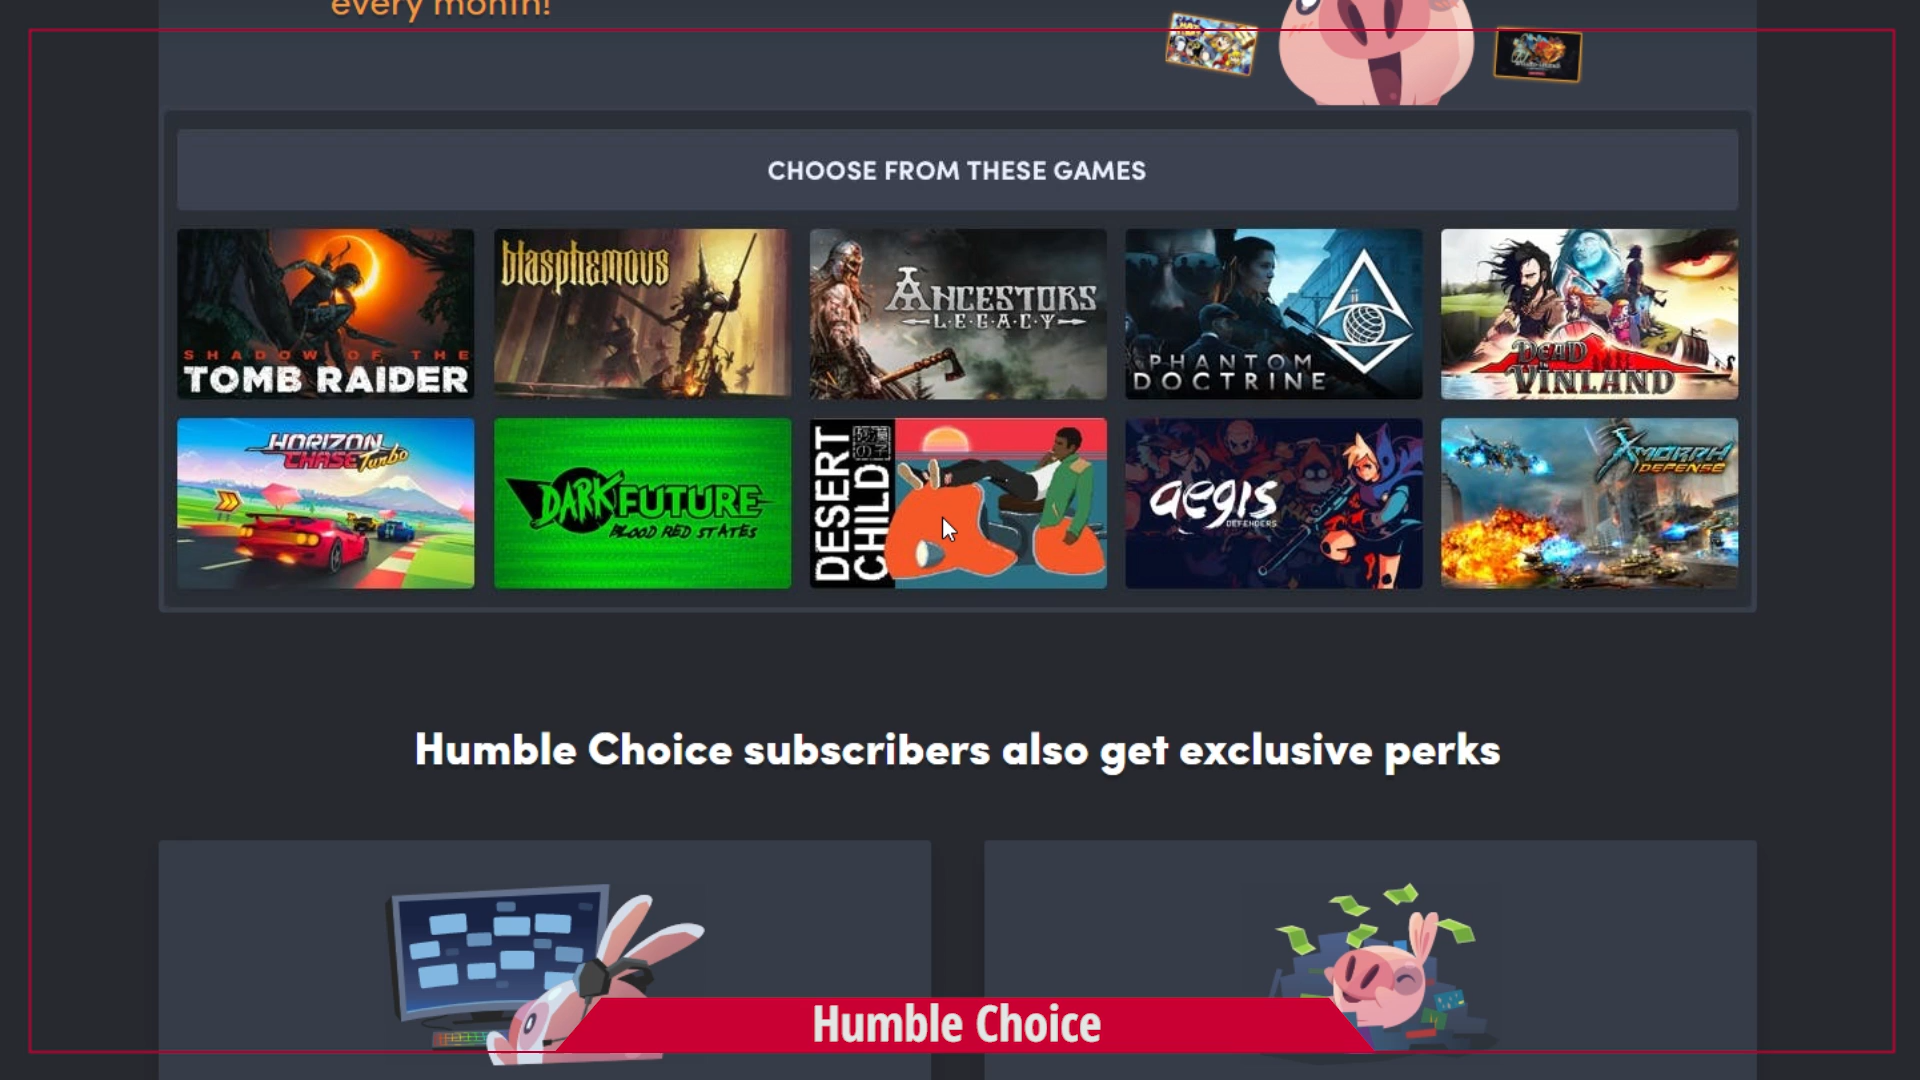 every month!
CHOOSE FROM THESE GAMES
SHADOW OF THE
TOMB RAIDER
blasphemous
ANCESTORS
LEGACY
PHANTOM
DOCTRINE
DEAD
IN
VINLAND
HORIZON
CHASE Turbo
DARK FUTURE
BLOOD RED STATES
DESERT
CHILD
aegis
DEFENDERS
X-MORPH
DEFENSE
Humble Choice subscribers also get exclusive perks
Humble Choice